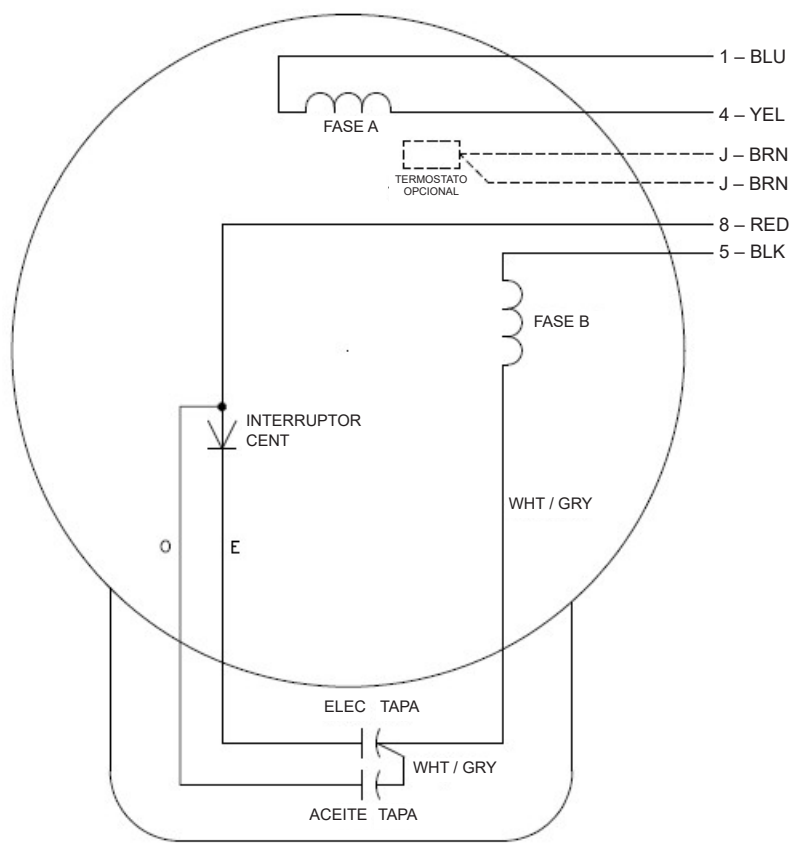 1 – BLU
FASE A
4 – YEL
TERMOSTATO
OPCIONAL
J – BRN
J – BRN
8 – RED
5 – BLK
FASE B
INTERRUPTOR
CENT
WHT / GRY
O
E
ELEC TAPA
WHT / GRY
ACEITE TAPA